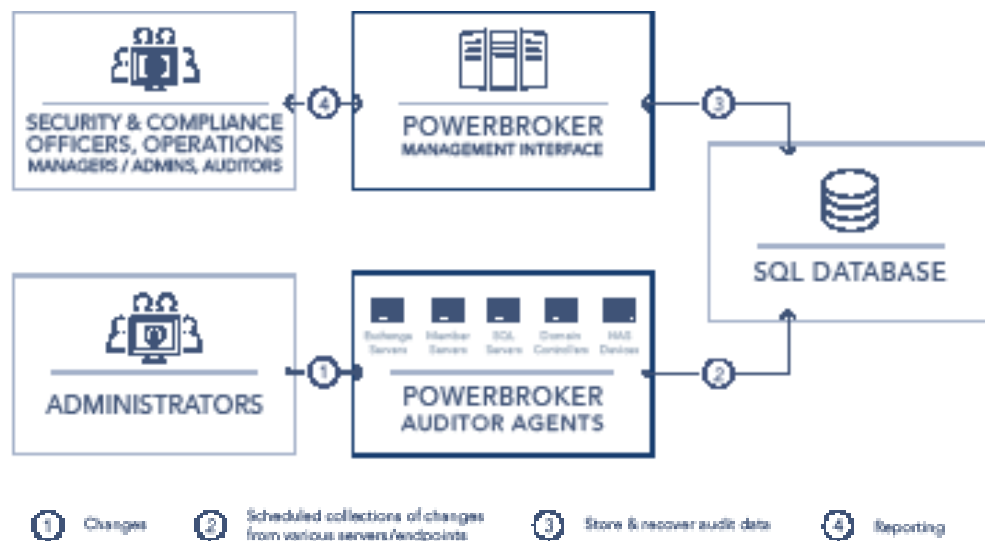 SECURITY & COMPLIANCE
OFFICERS, OPERATIONS
MANAGERS / ADMINS, AUDITORS
4
POWERBROKER
MANAGEMENT INTERFACE
3
SQL DATABASE
ADMINISTRATORS
1
Exchange Member SQL Domain NAS
Servers Servers Servers Controllers Devices
POWERBROKER
AUDITOR AGENTS
2
1 Changes
2 Scheduled collections of changes
from various servers/endpoints
3 Store & recover audit data
4 Reporting